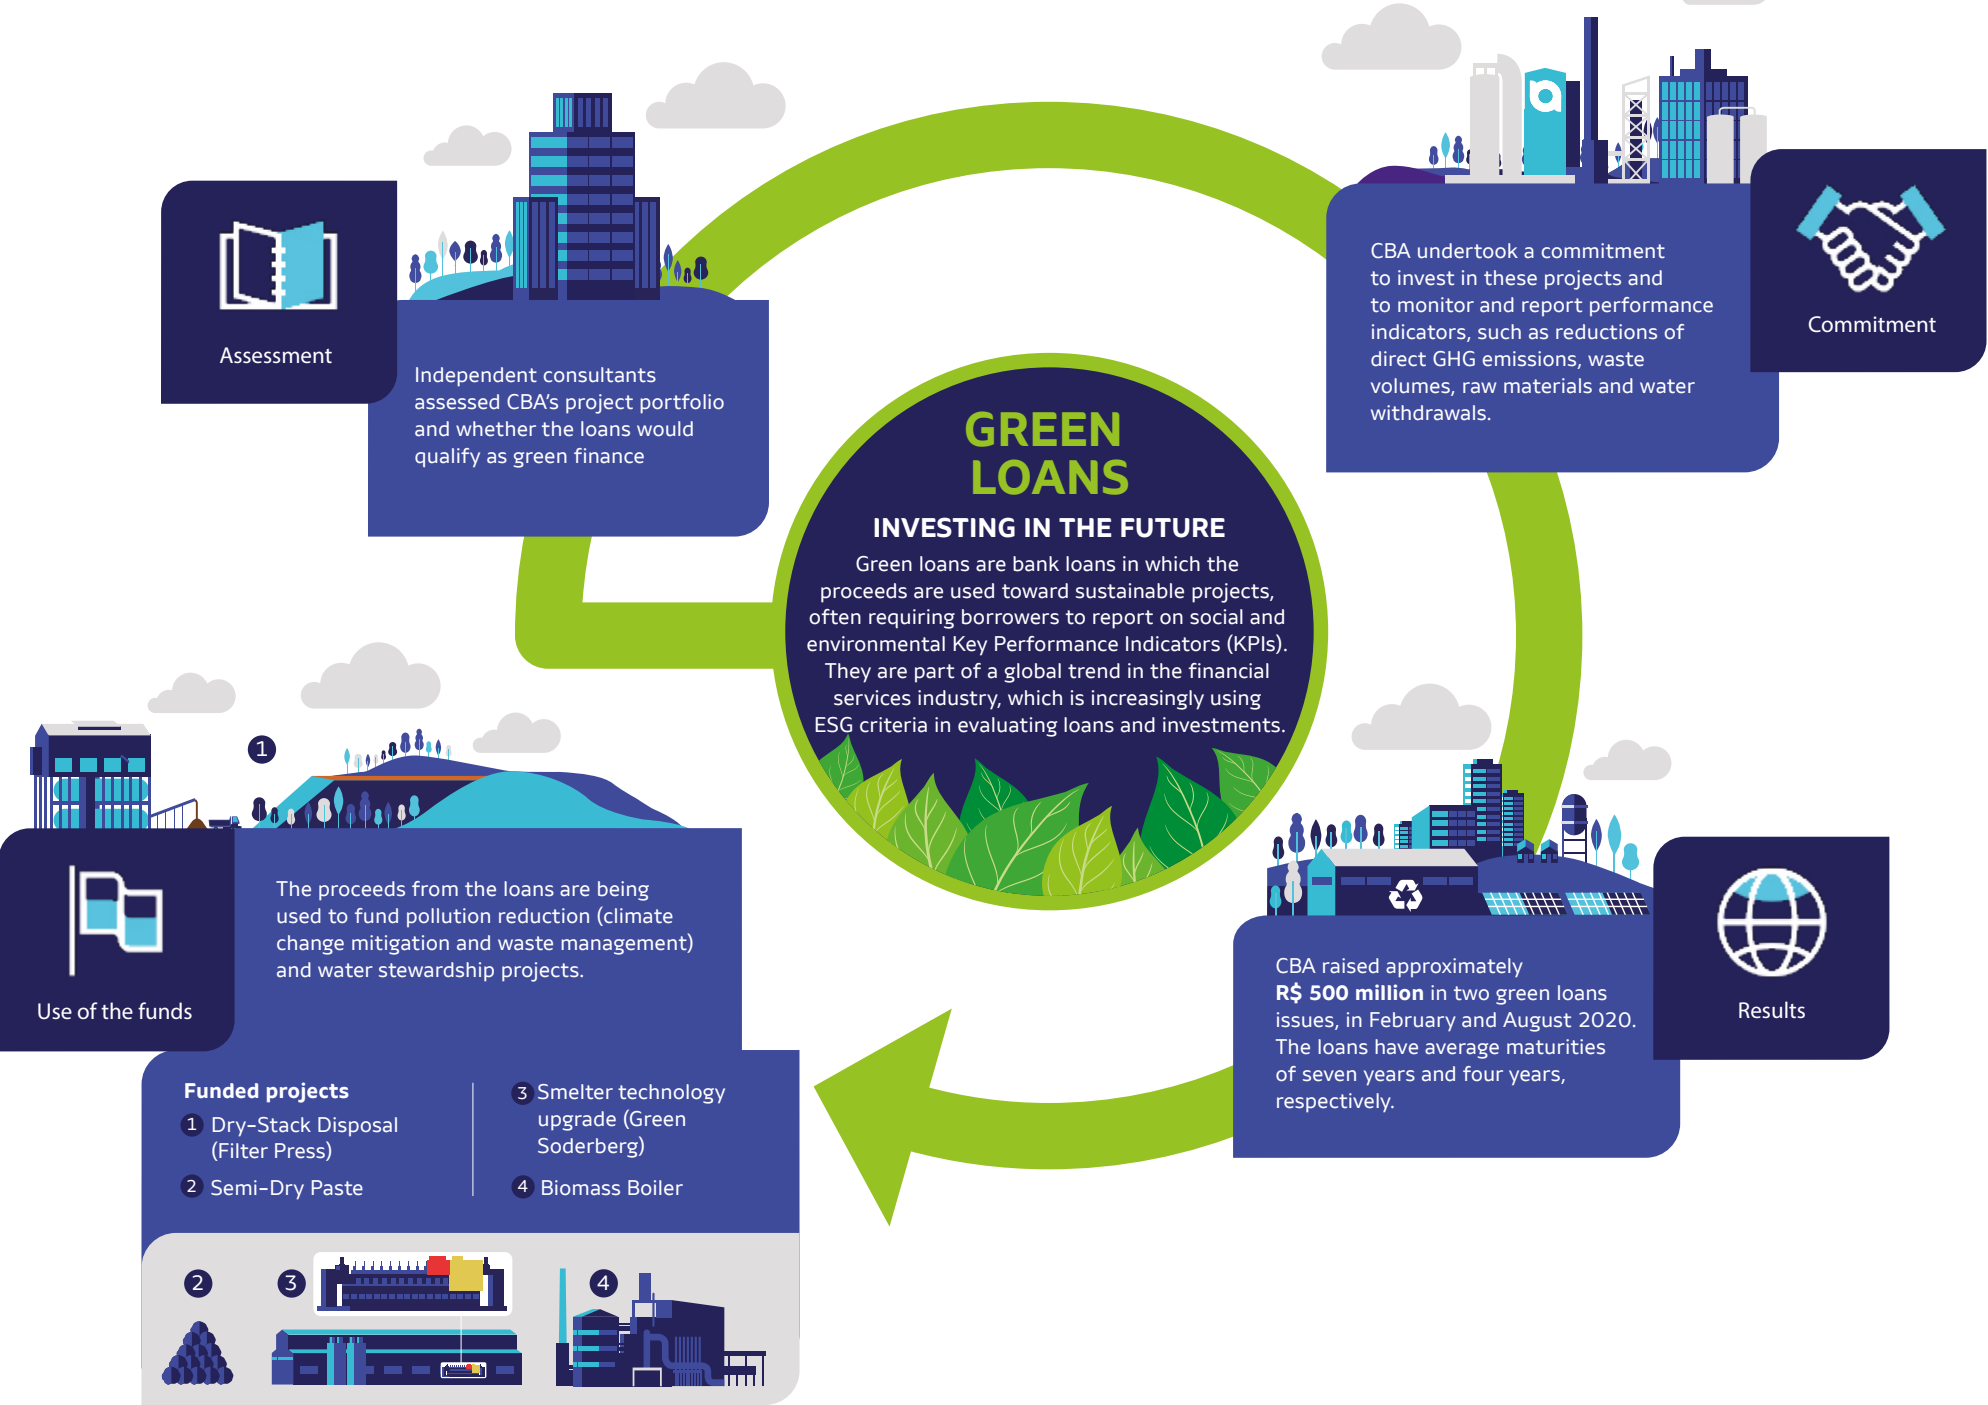 GREEN
LOANS
INVESTING IN THE FUTURE
Green loans are bank loans in which the
proceeds are used toward sustainable projects,
often requiring borrowers to report on social and
environmental Key Performance Indicators (KPIs).
They are part of a global trend in the financial
services industry, which is increasingly using
ESG criteria in evaluating loans and investments.
Assessment
Independent consultants
assessed CBA’s project portfolio
and whether the loans would
qualify as green finance
Commitment
CBA undertook a commitment
to invest in these projects and
to monitor and report performance
indicators, such as reductions of
direct GHG emissions, waste
volumes, raw materials and water
withdrawals.
Results
CBA raised approximately
R$ 500 million in two green loans
issues, in February and August 2020.
The loans have average maturities
of seven years and four years,
respectively.
1
Use of the funds
The proceeds from the loans are being
used to fund pollution reduction (climate
change mitigation and waste management)
and water stewardship projects.
Funded projects
1 Dry-Stack Disposal
(Filter Press)
2 Semi-Dry Paste
3 Smelter technology
upgrade (Green
Soderberg)
4 Biomass Boiler
2
3
4